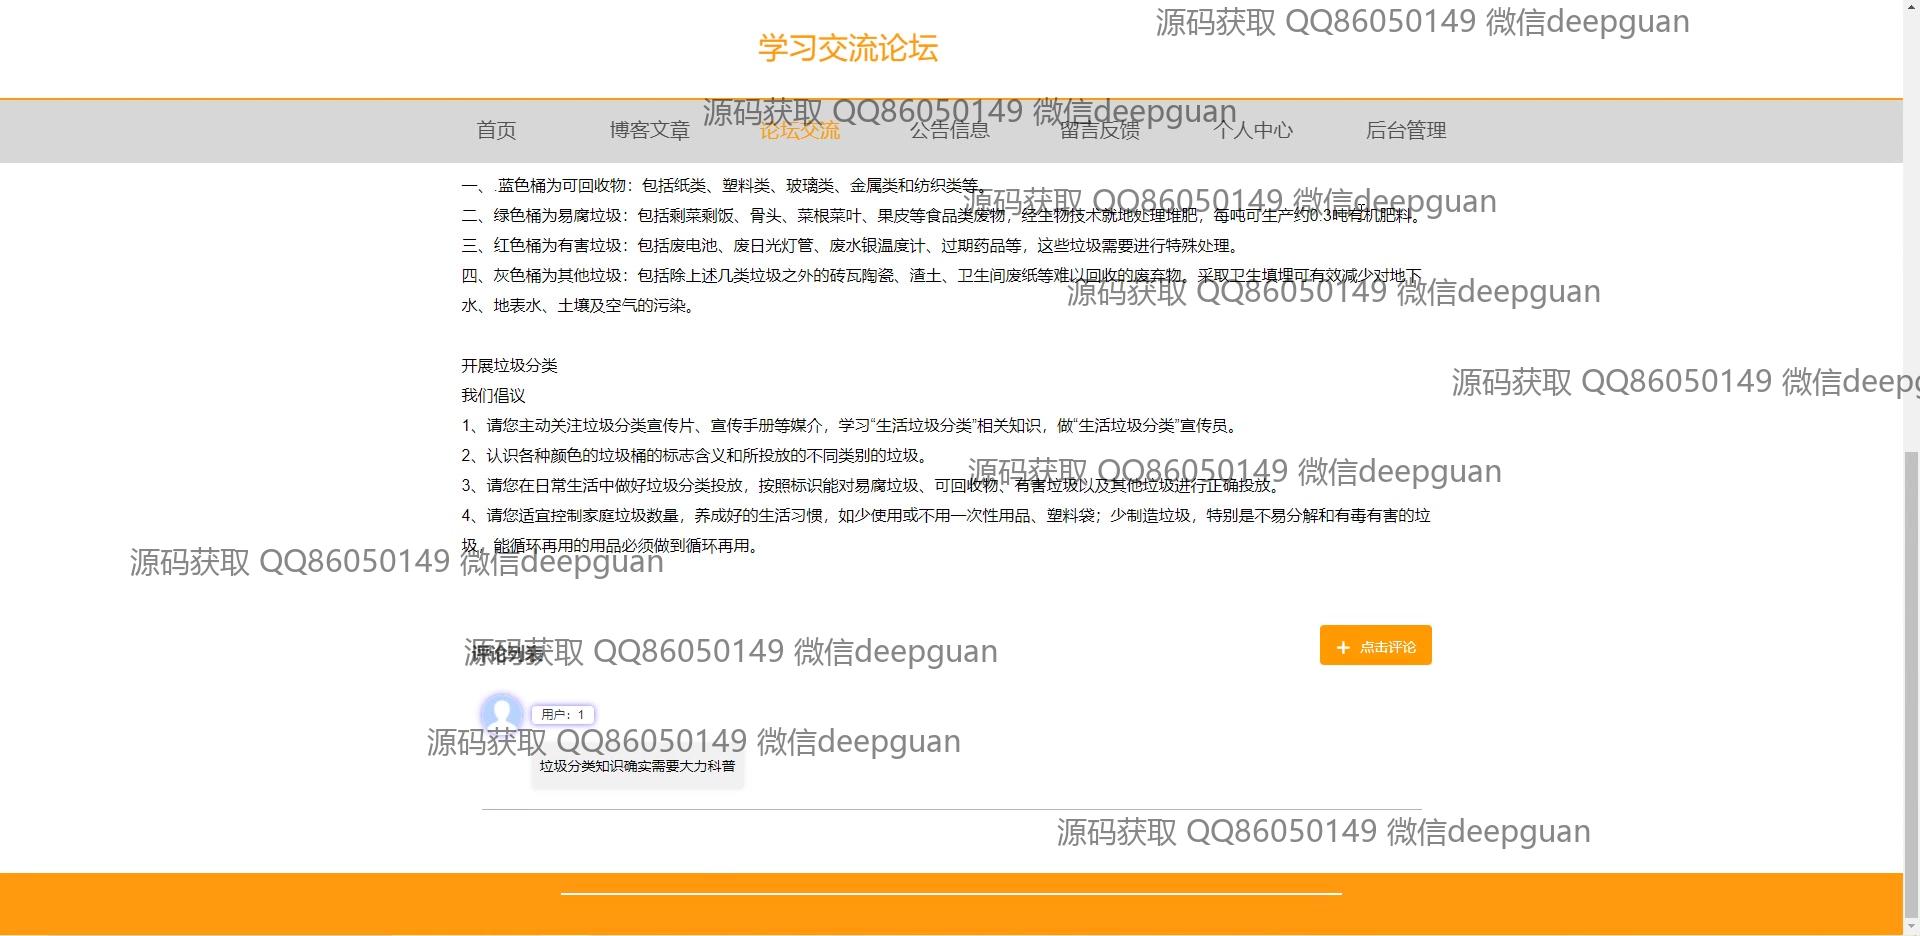 源码获取 QQ86050149 微信deepguan
学习交流论坛
源码获取 QQ86050149 微信deepguan
首页 博客文章 论坛交流 公告信息 留言反馈 个人中心 后台管理
一、.蓝色桶为可回收物：包括纸类、塑料类、玻璃类、金属类和纺织类等。
源码获取 QQ86050149 微信deepguan
二、绿色桶为易腐垃圾：包括剩菜剩饭、骨头、菜根菜叶、果皮等食品类废物，经生物技术就地处理堆肥，每吨可生产约0.3吨有机肥料。
三、红色桶为有害垃圾：包括废电池、废日光灯管、废水银温度计、过期药品等，这些垃圾需要进行特殊处理。
四、灰色桶为其他垃圾：包括除上述几类垃圾之外的砖瓦陶瓷、渣土、卫生间废纸等难以回收的废弃物。采取卫生填埋可有效减少对地下
源码获取 QQ86050149 微信deepguan
水、地表水、土壤及空气的污染。
开展垃圾分类
源码获取 QQ86050149 微信deepg
我们倡议
1、请您主动关注垃圾分类宣传片、宣传手册等媒介，学习“生活垃圾分类”相关知识，做“生活垃圾分类”宣传员。
2、认识各种颜色的垃圾桶的标志含义和所投放的不同类别的垃圾。
源码获取 QQ86050149 微信deepguan
3、请您在日常生活中做好垃圾分类投放，按照标识能对易腐垃圾、可回收物、有害垃圾以及其他垃圾进行正确投放。
4、请您适宜控制家庭垃圾数量，养成好的生活习惯，如少使用或不用一次性用品、塑料袋；少制造垃圾，特别是不易分解和有毒有害的垃
圾，能循环再用的用品必须做到循环再用。
源码获取 QQ86050149 微信deepguan
评论列表
源码获取 QQ86050149 微信deepguan
点击评论
用户：1
源码获取 QQ86050149 微信deepguan
垃圾分类知识确实需要大力科普
源码获取 QQ86050149 微信deepguan